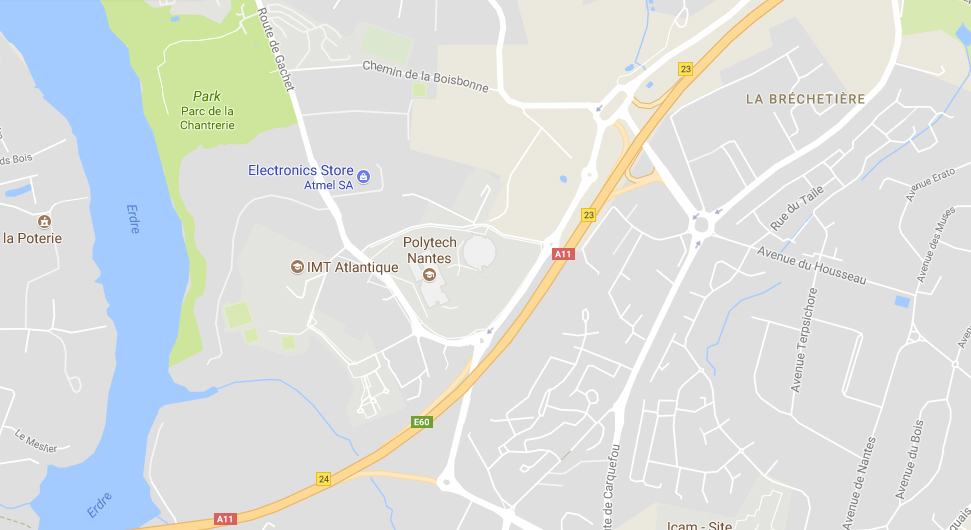 Route de Gachet
Chemin de la Boisbonne
23
Park
Parc de la
Chantrerie
LA BRÉCHETIÈRE
ds Bois
Electronics Store
Atmel SA
Erdre
la Poterie
23
Rue du Taille
Avenue Erato
Avenue des Muses
Polytech
Nantes
IMT Atlantique
A11
Avenue du Housseau
Avenue Terpsichore
Avenue
E60
Le Meslier
24
te de Carquefou
Avenue de Nantes
Avenue du Bois
Erdre
A11
Icam - Site